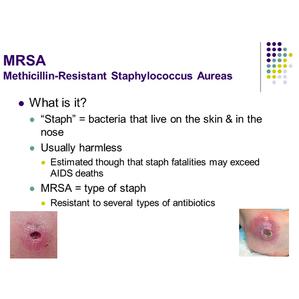 MRSA
Methicillin-Resistant Staphylococcus Aureas
What is it?
“Staph” = bacteria that live on the skin & in the
nose
Usually harmless
Estimated though that staph fatalities may exceed
AIDS deaths
MRSA = type of staph
Resistant to several types of antibiotics